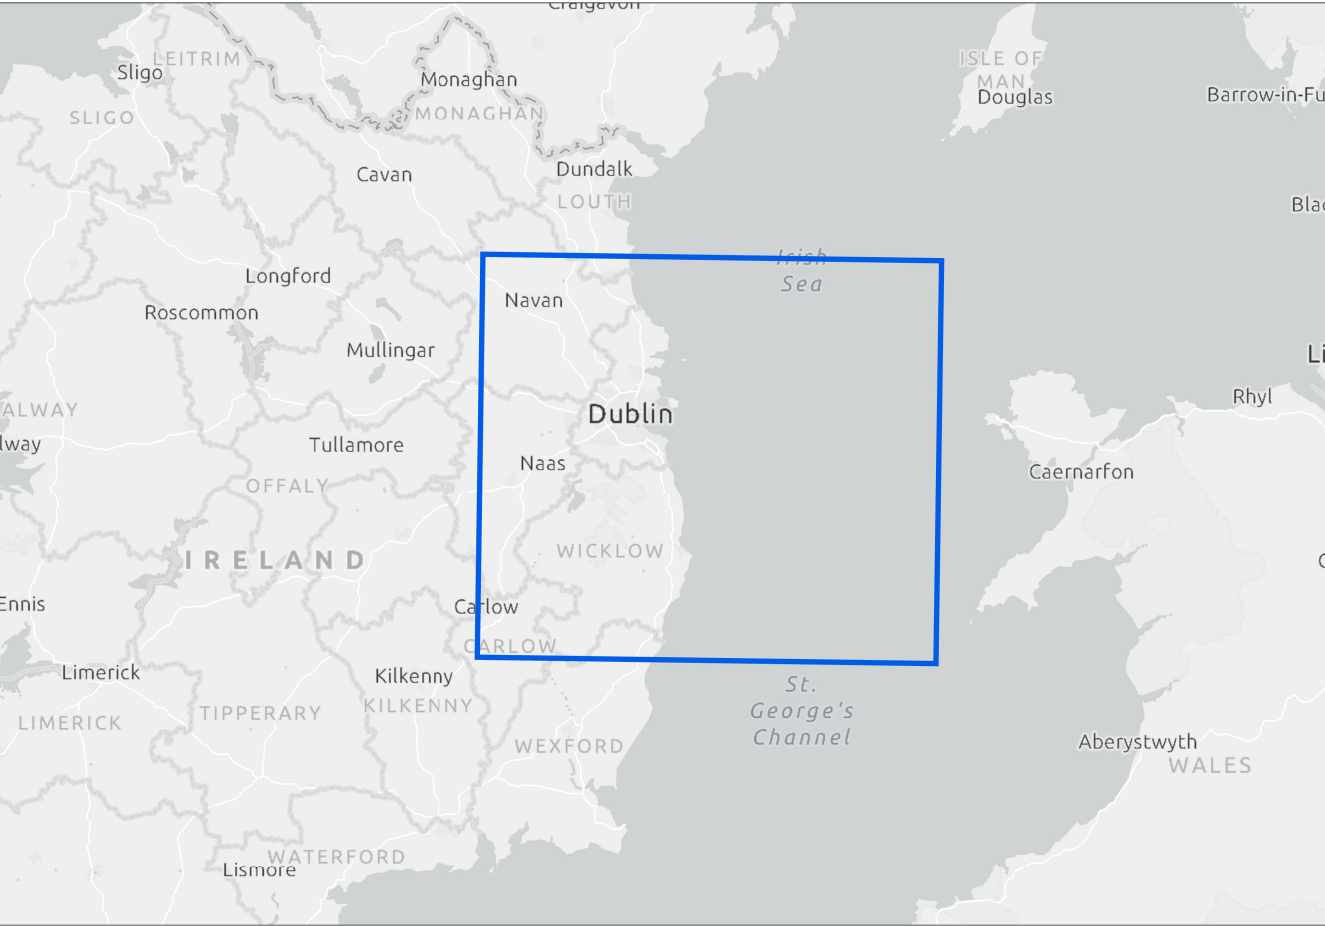 Craigavon
LEITRIM
Sligo
Monaghan
ISLE OF
MAN
Douglas
Barrow-in-Fu
SLIGO
MONAGHAN
Cavan
Dundalk
LOUTH
Blac
Irish
Sea
Longford
Navan
Roscommon
Mullingar
Li
Rhyl
ALWAY
Dublin
lway
Tullamore
Naas
Caernarfon
OFFALY
IRELAND
WICKLOW
Ennis
Carlow
CARLOW
Limerick
Kilkenny
St.
George's
Channel
KILKENNY
TIPPERARY
LIMERICK
WEXFORD
Aberystwyth
WALES
WATERFORD
Lismore